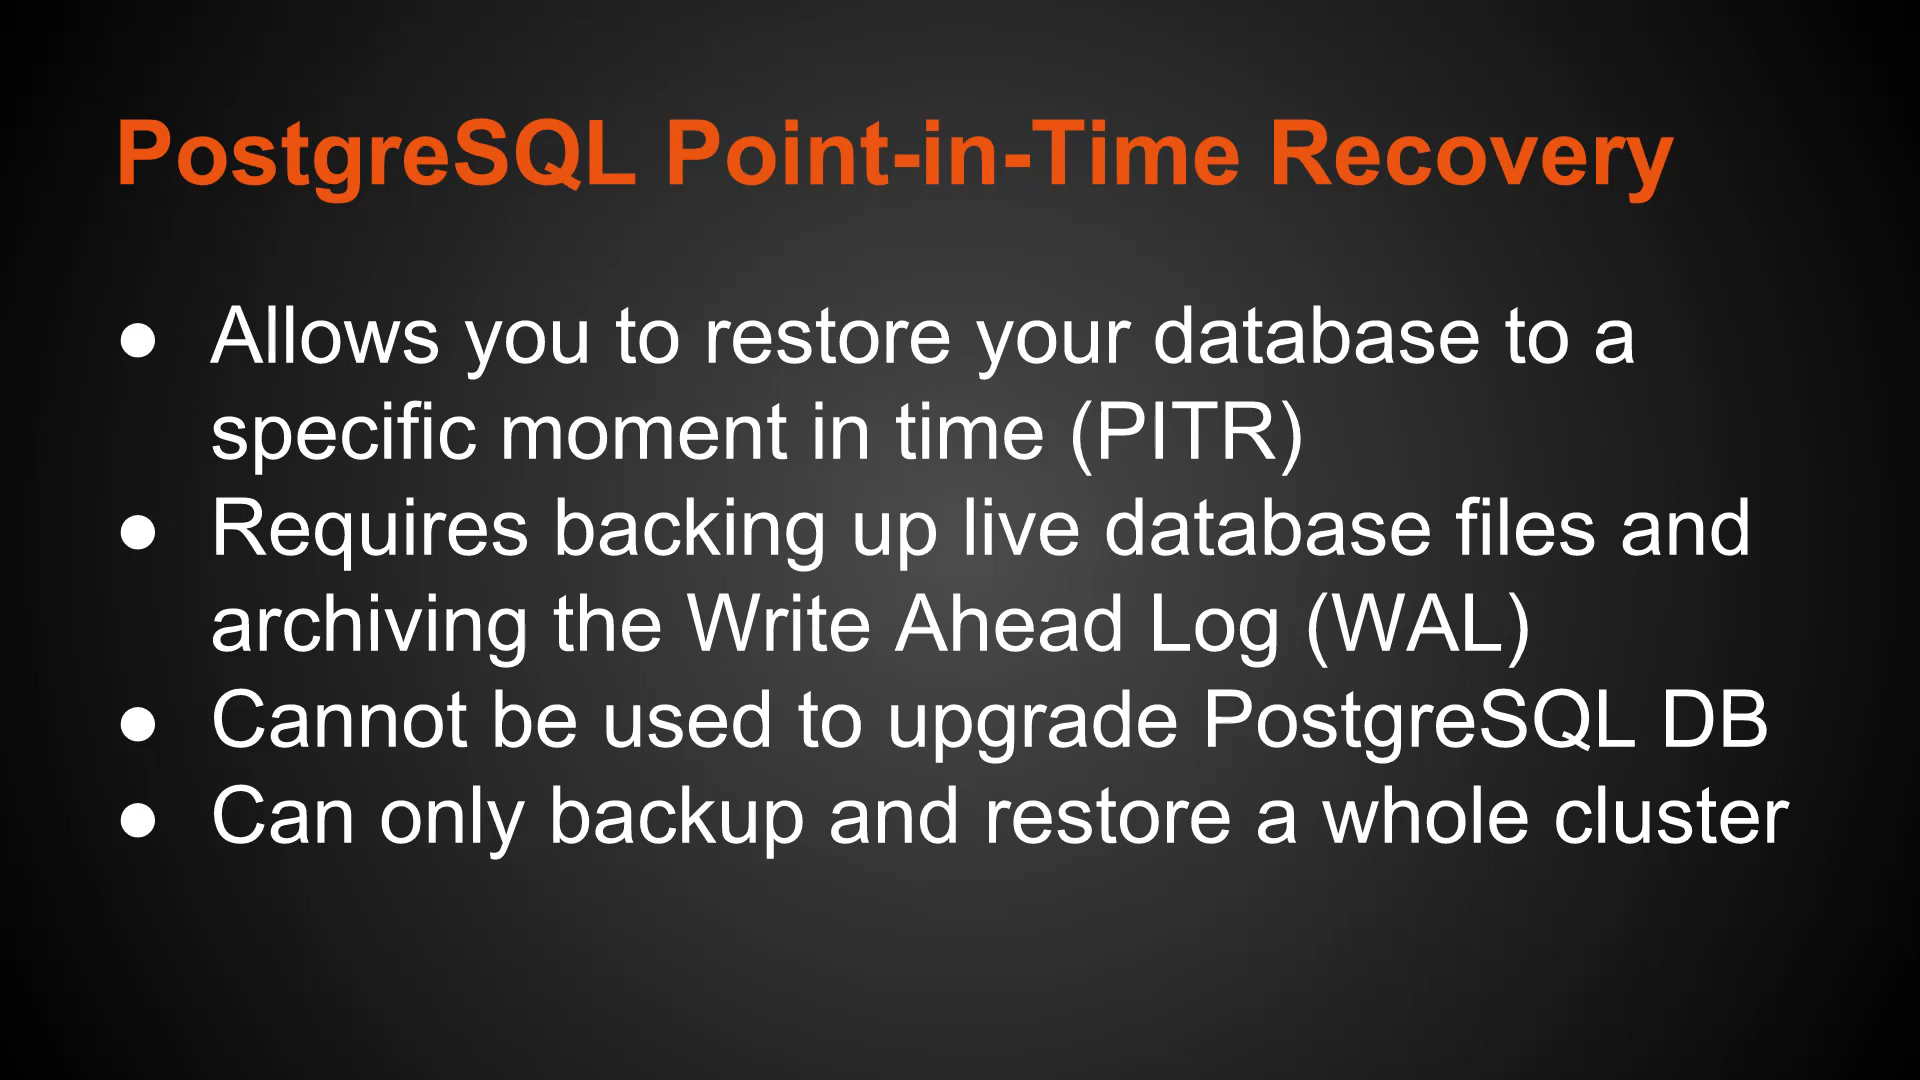 PostgreSQL Point-in-Time Recovery
● Allows you to restore your database to a
specific moment in time (PITR)
● Requires backing up live database files and
archiving the Write Ahead Log (WAL)
● Cannot be used to upgrade PostgreSQL DB
● Can only backup and restore a whole cluster